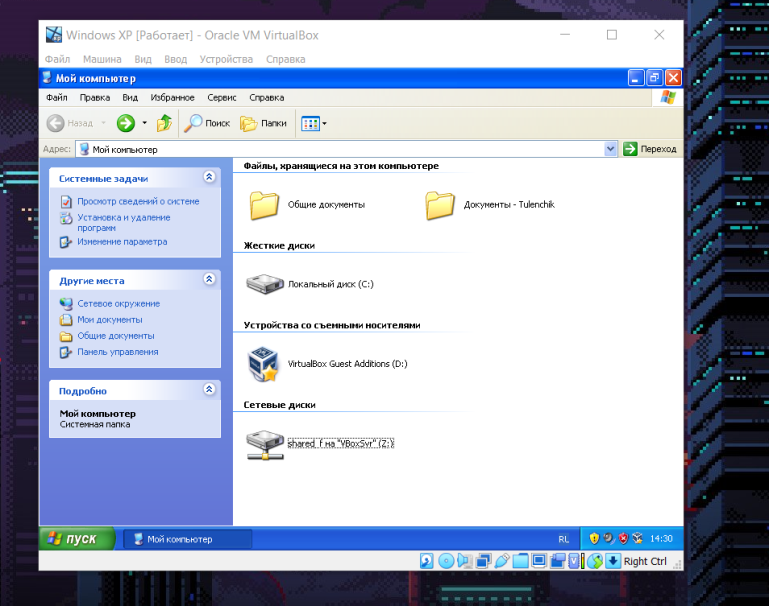 Windows XP [Работает] - Oracle VM VirtualBox
Файл Машина Вид Ввод Устройства Справка
Мой компьютер
Файл Правка Вид Избранное Сервис Справка
Назад Поиск Папки
Адрес: Мой компьютер Переход
Системные задачи
Просмотр сведений о системе
Установка и удаление
программ
Изменение параметра
Другие места
Сетевое окружение
Мои документы
Общие документы
Панель управления
Подробно
Мой компьютер
Системная папка
Файлы, хранящиеся на этом компьютере
Общие документы Документы - Tulenchik
Жесткие диски
Локальный диск (C:)
Устройства со съемными носителями
VirtualBox Guest Additions (D:)
Сетевые диски
shared_f на "VBoxSvr" (Z:)
пуск Мой компьютер RL 14:30
Right Ctrl